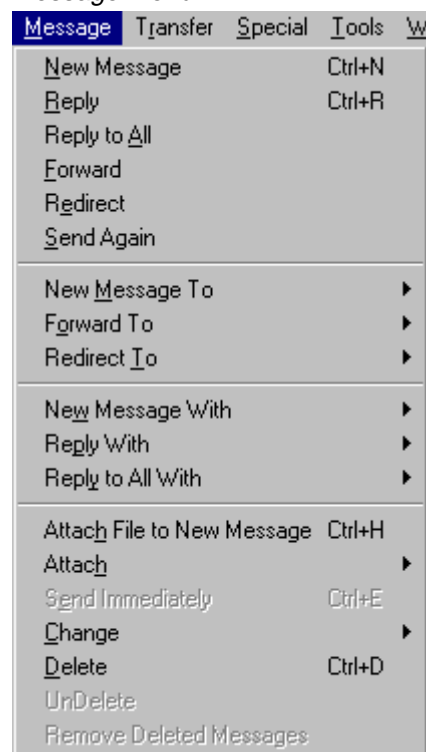 Message Transfer Special Tools W
New Message Ctrl+N
Reply Ctrl+R
Reply to All
Forward
Redirect
Send Again
New Message To
Forward To
Redirect To
New Message With
Reply With
Reply to All With
Attach File to New Message Ctrl+H
Attach
Send Immediately Ctrl+E
Change
Delete Ctrl+D
UnDelete
Remove Deleted Messages